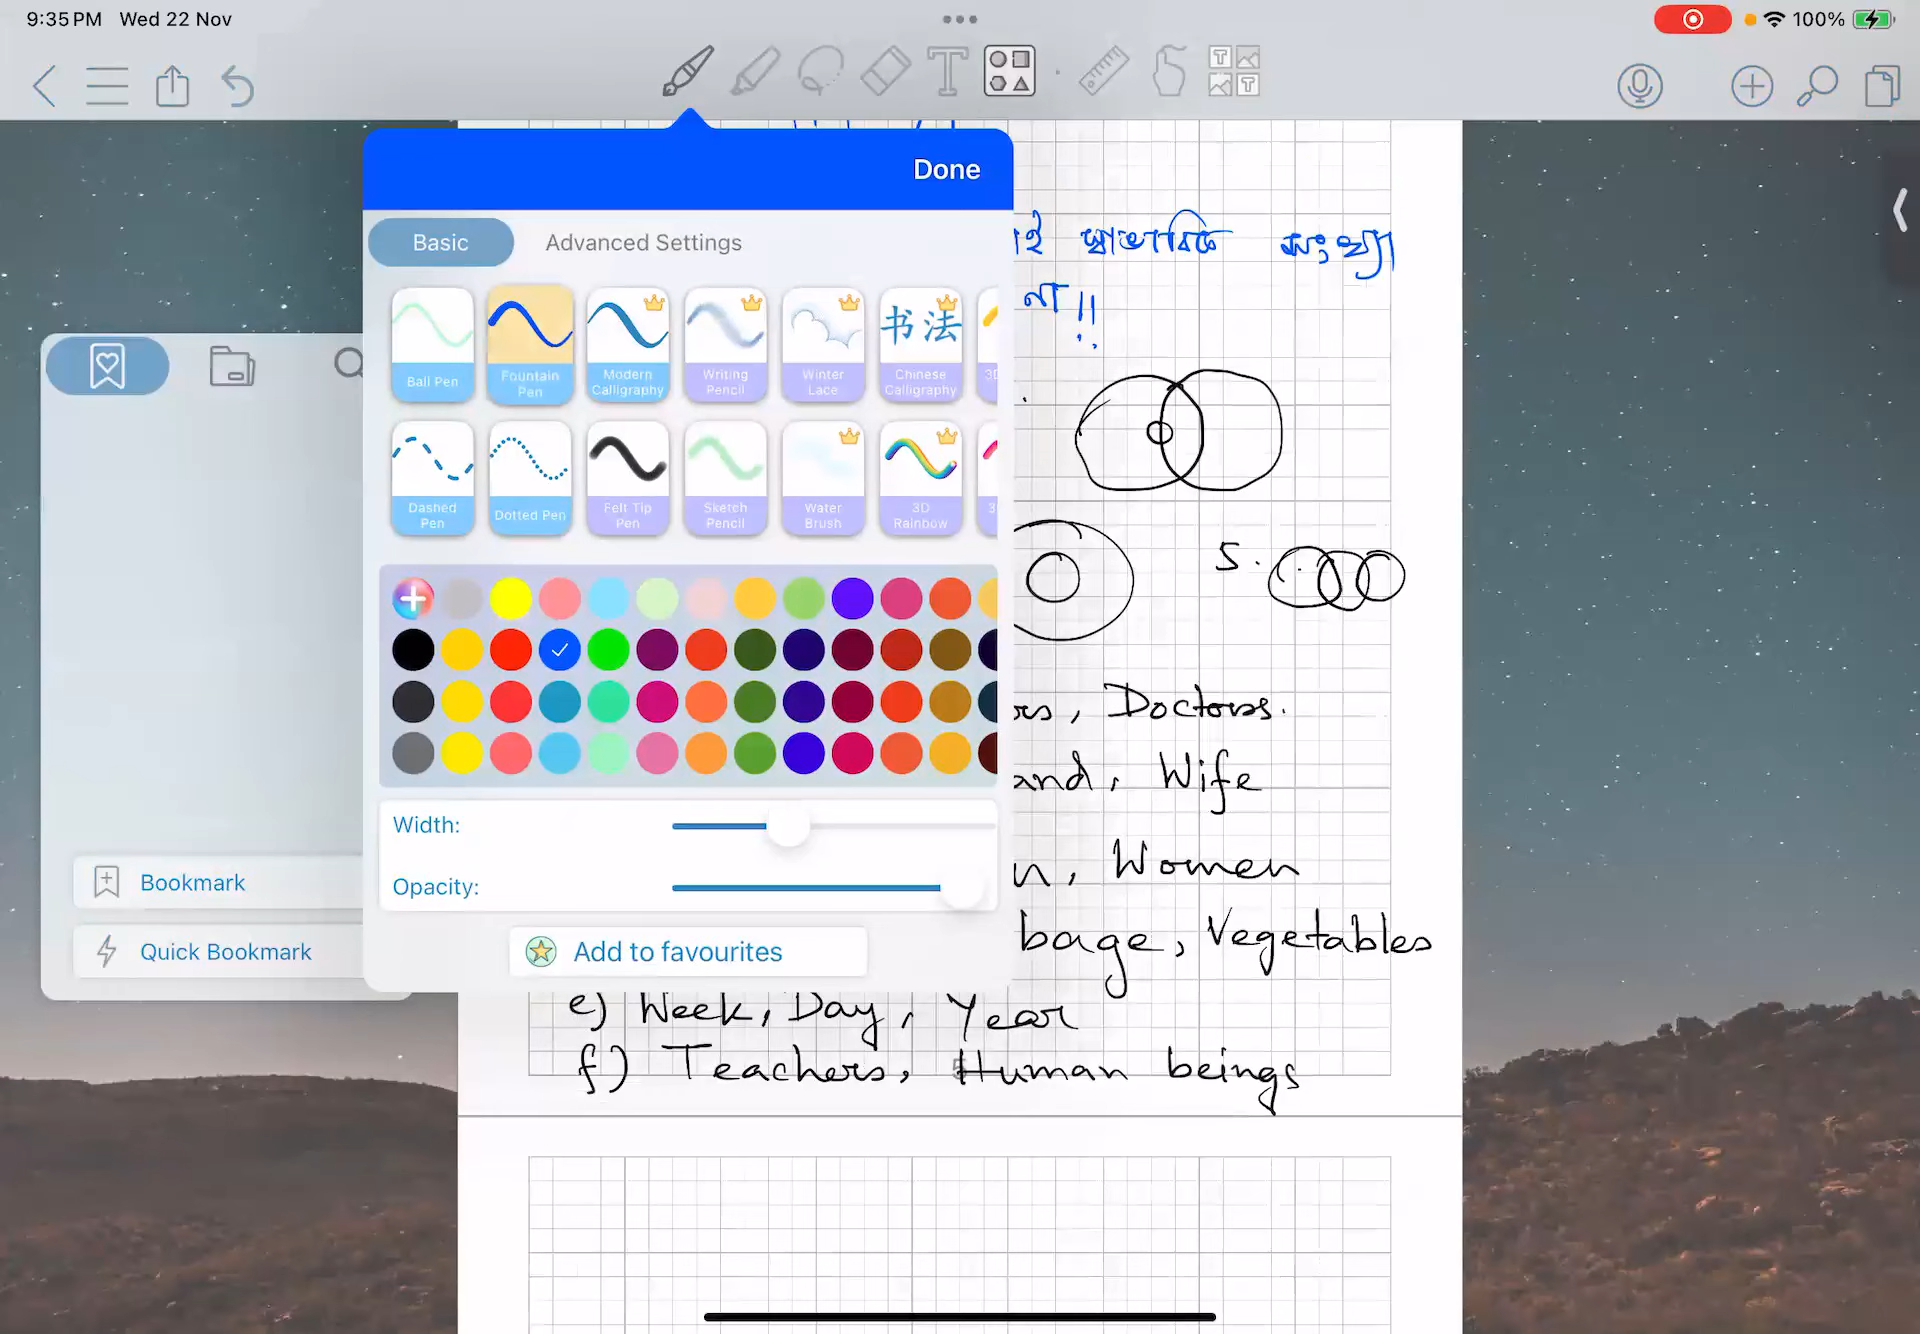 9:35 PM Wed 22 Nov
100%
Done
Basic Advanced Settings
Ball Pen
Fountain Pen
Modern Calligraphy
Writing Pencil
Winter Lace
Chinese Calligraphy
书法
Dashed Pen
Dotted Pen
Felt Tip Pen
Sketch Pencil
Water Brush
3D Rainbow
Width:
Opacity:
Add to favourites
Bookmark
Quick Bookmark
স্বাভাবিক সংখ্যা
না!!
5.
, Doctors.
and, Wife
n, Women
bage, Vegetables
e) Week, Day, Year
f) Teachers, Human beings